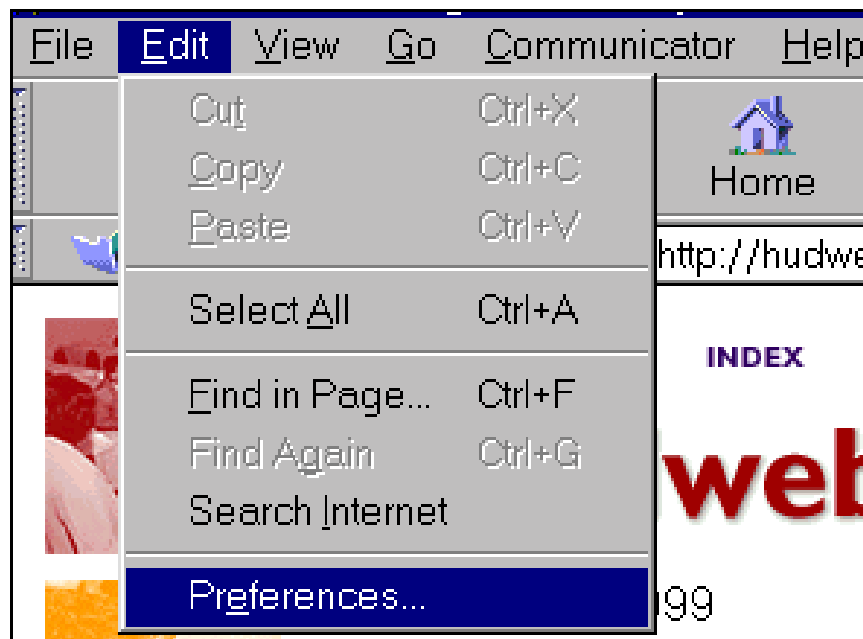 File Edit View Go Communicator Help
Cut Ctrl+X
Copy Ctrl+C
Home
Paste Ctrl+V
http://hudwe
Select All Ctrl+A
INDEX
Find in Page... Ctrl+F
Find Again Ctrl+G
web
Search Internet
Preferences...
999